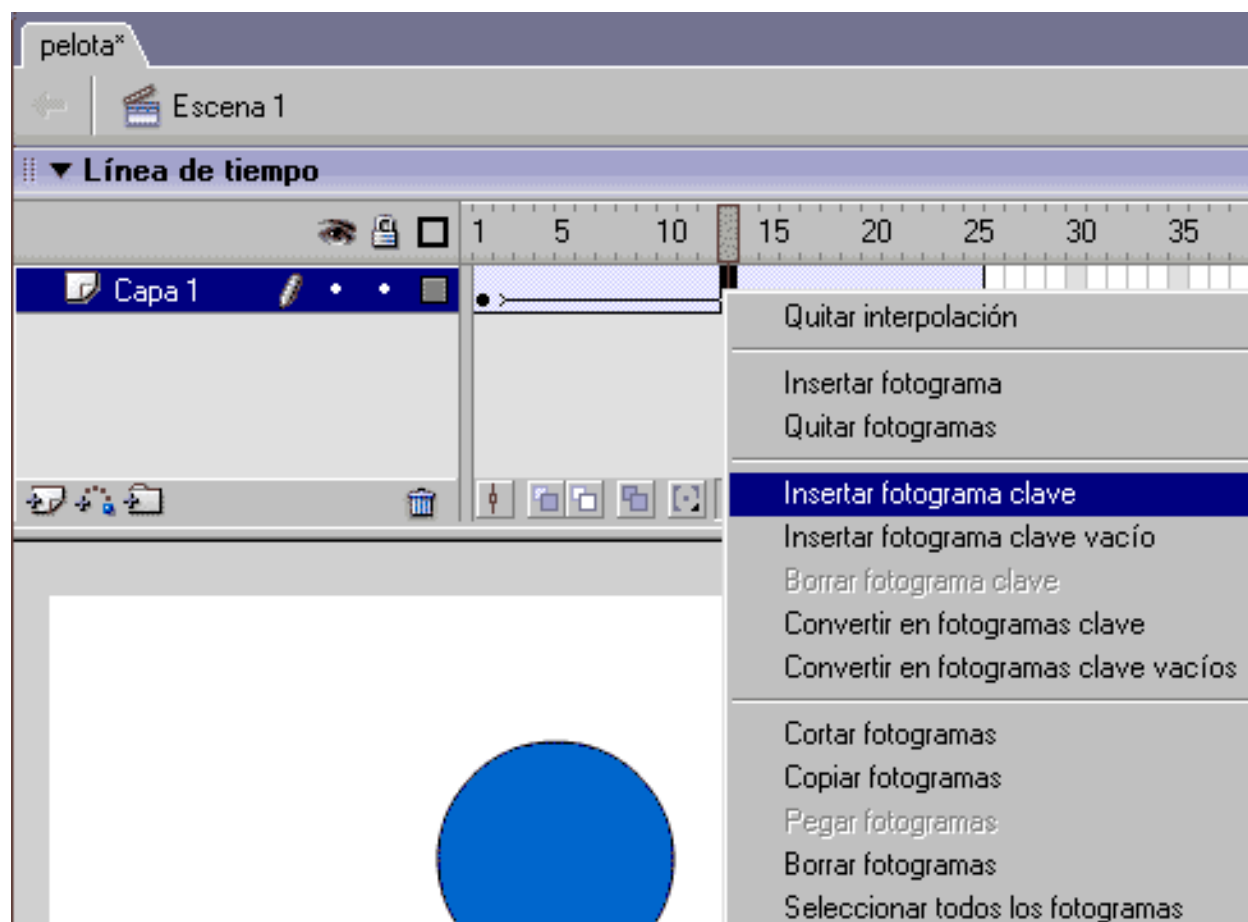 pelota*
Escena 1
Línea de tiempo
1 5 10 15 20 25 30 35
Capa 1
Quitar interpolación
Insertar fotograma
Quitar fotogramas
Insertar fotograma clave
Insertar fotograma clave vacío
Borrar fotograma clave
Convertir en fotogramas clave
Convertir en fotogramas clave vacíos
Cortar fotogramas
Copiar fotogramas
Pegar fotogramas
Borrar fotogramas
Seleccionar todos los fotogramas